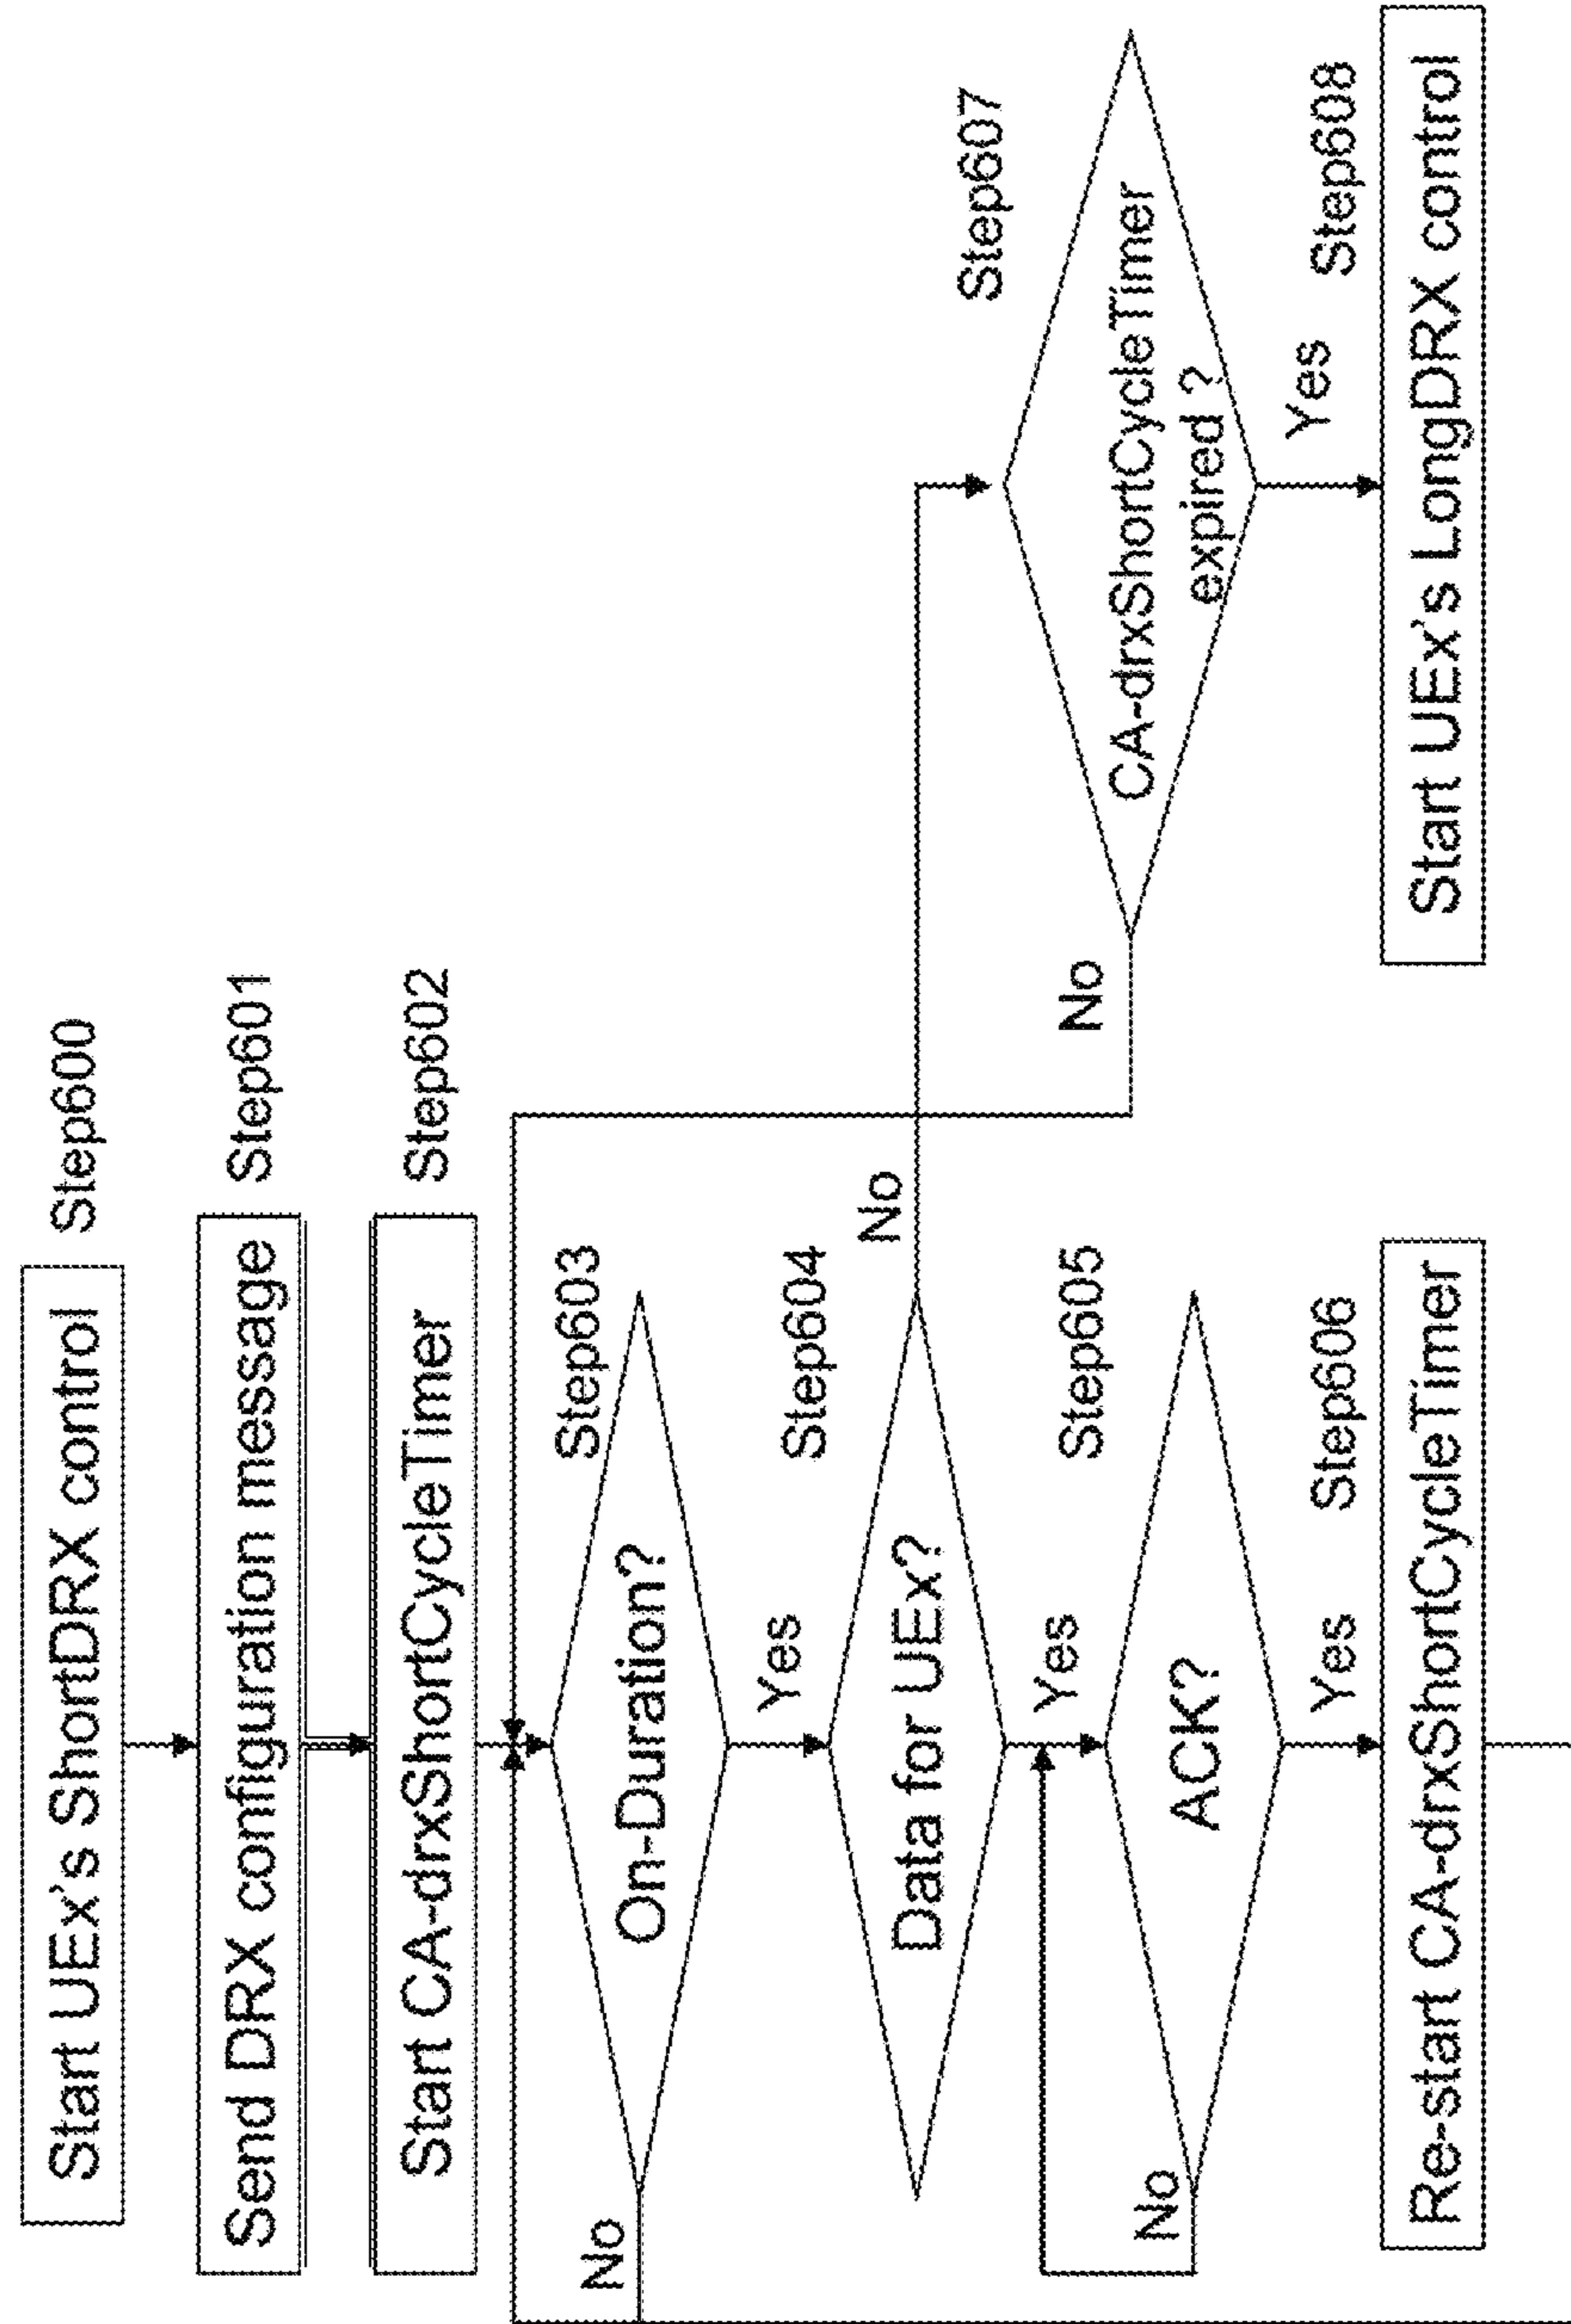 Start UEx's ShortDRX control
Step600
Send DRX configuration message
Step601
Start CA-drxShortCycleTimer
Step602
On-Duration?
Step603
No
Yes
Data for UEx?
Step604
No
Yes
ACK?
Step605
No
Yes
Re-start CA-drxShortCycleTimer
Step606
CA-drxShortCycleTimer
expired ?
Step607
No
Yes
Start UEx's LongDRX control
Step608